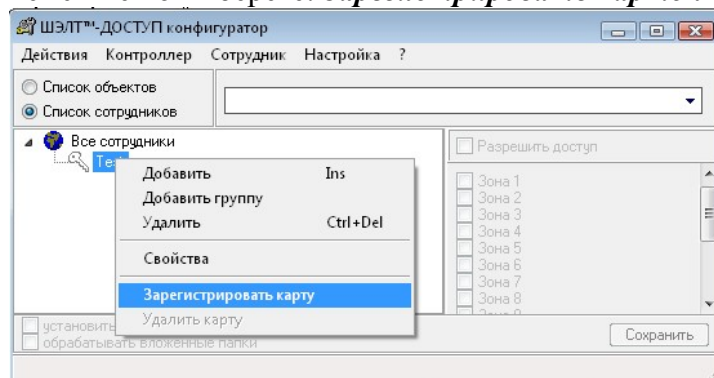 ШЭЛТ™-ДОСТУП конфигуратор
Действия Контроллер Сотрудник Настройка ?
Список объектов
Список сотрудников
Все сотрудники
Разрешить доступ
Добавить Ins
Добавить группу
Удалить Ctrl+Del
Свойства
Зарегистрировать карту
Удалить карту
Зона 1
Зона 2
Зона 3
Зона 4
Зона 5
Зона 6
Зона 7
Зона 8
установить
обрабатывать вложенные папки
Сохранить